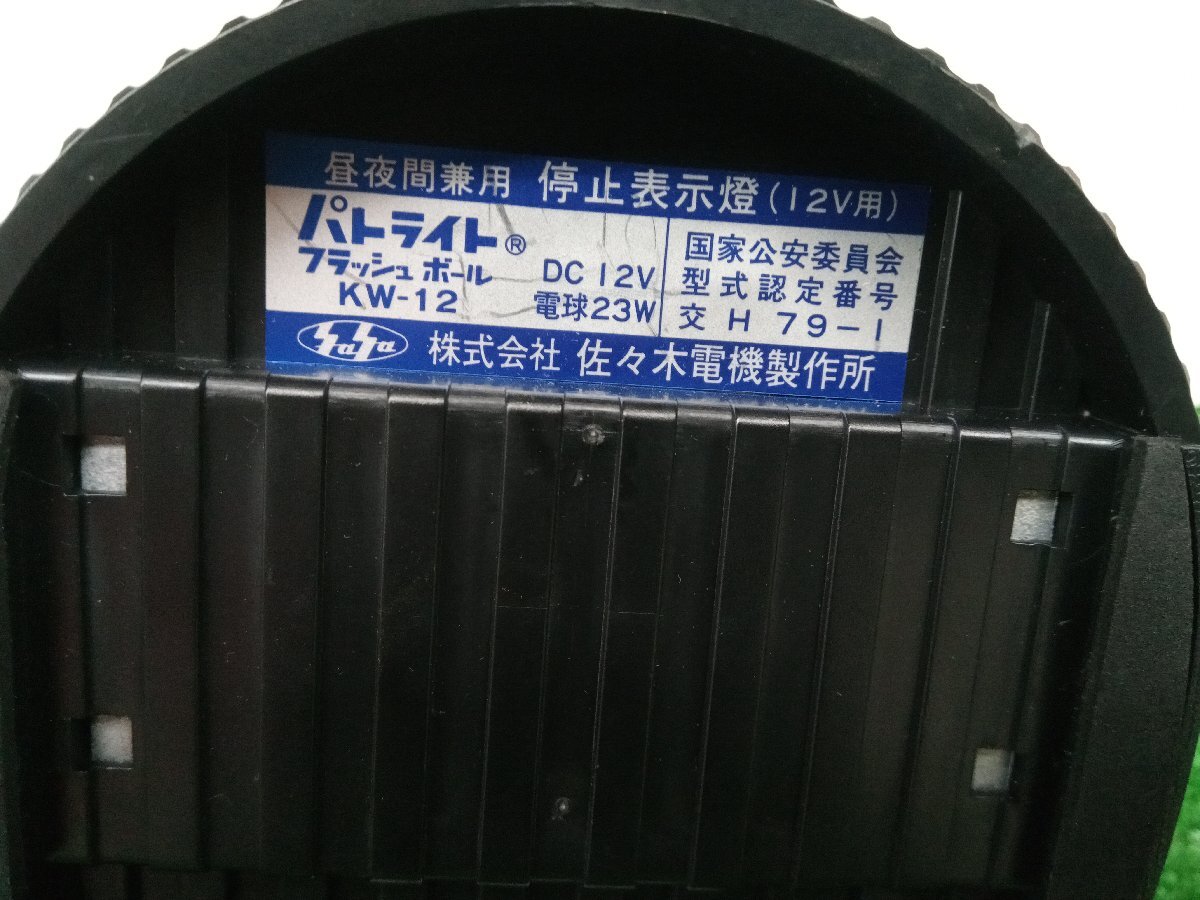 昼夜間兼用 停止表示燈(12V用)
パトライト®
フラッシュボール
KW-12
DC 12V
電球23W
国家公安委員会
型式認定番号
交 H 79-1
SaSa 株式会社 佐々木電機製作所